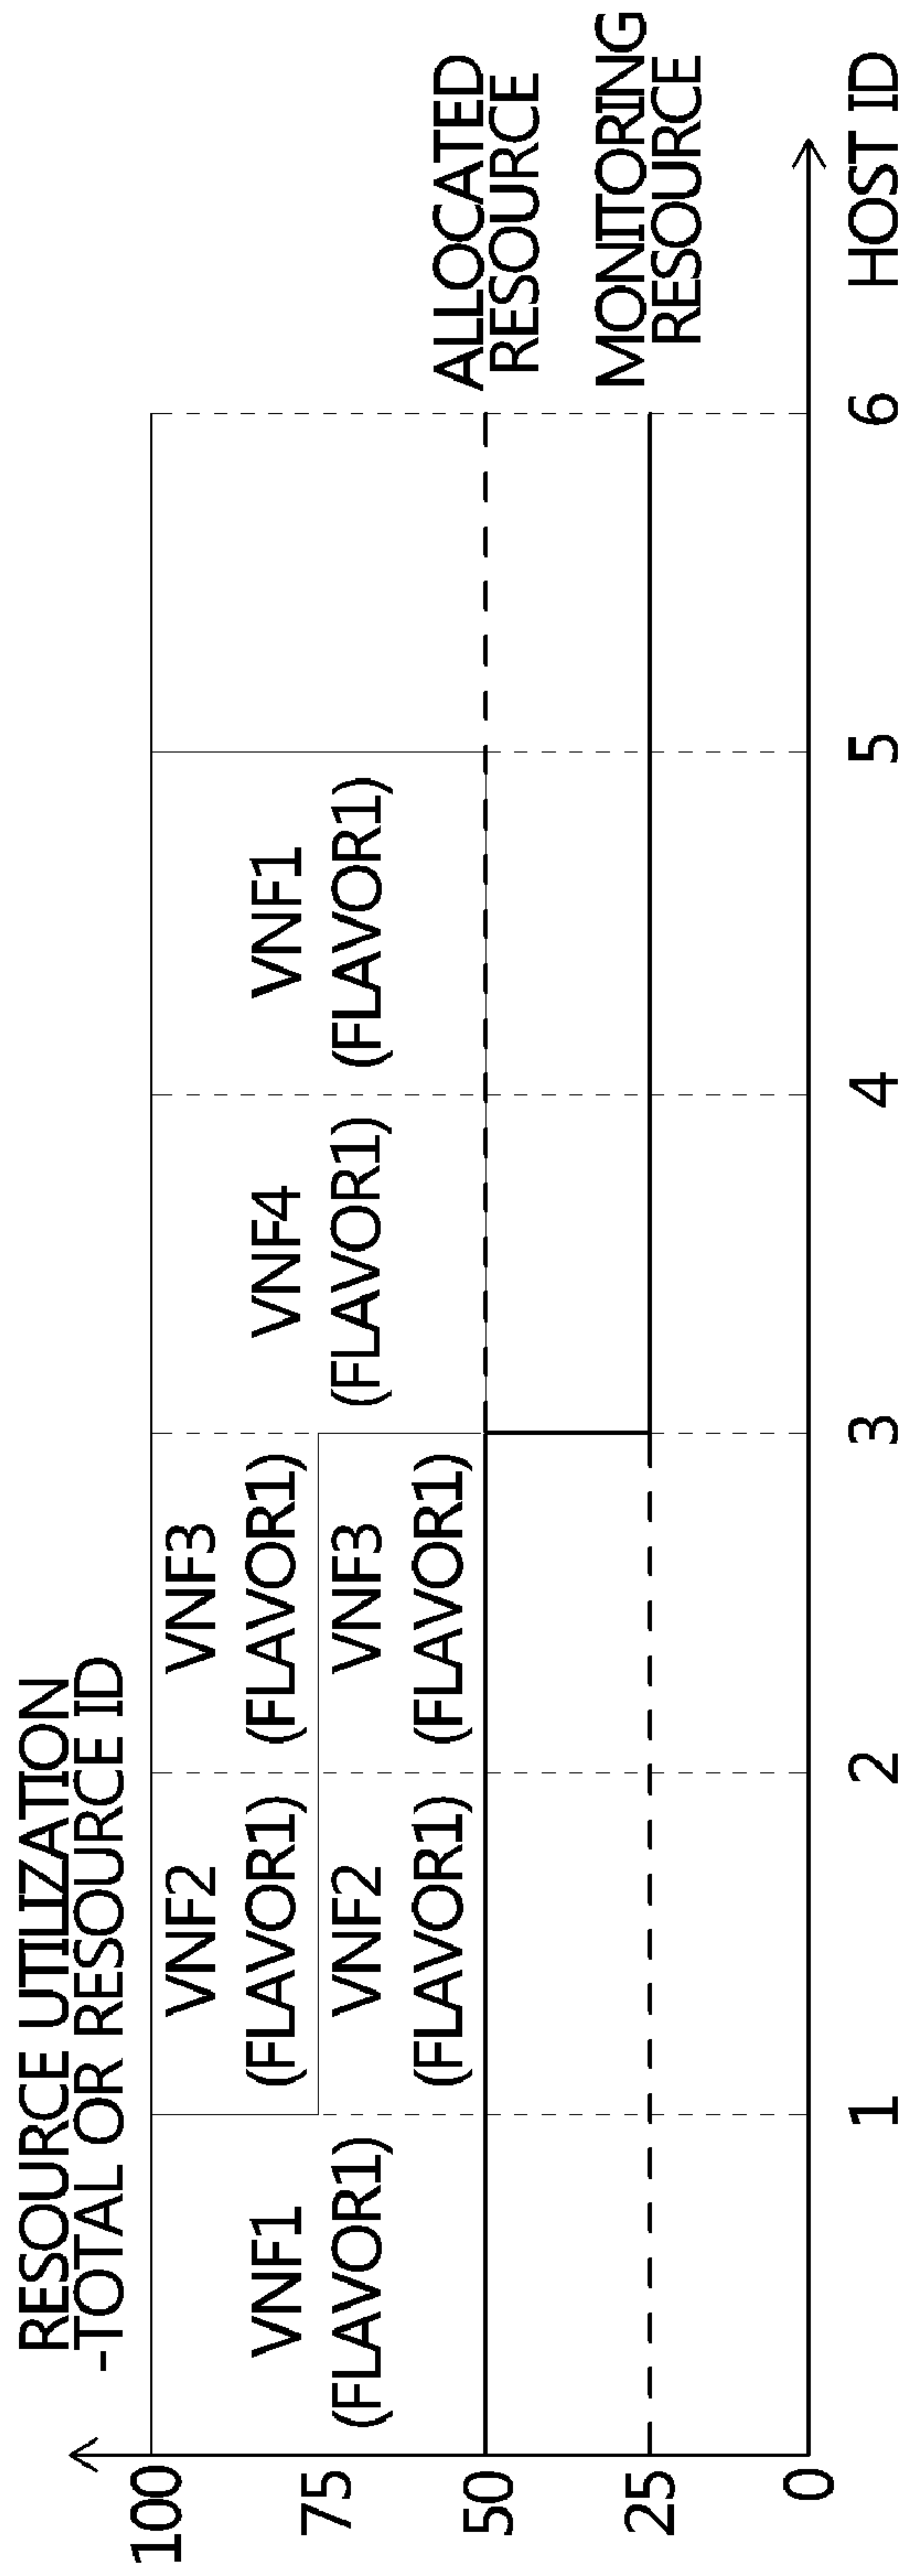 RESOURCE UTILIZATION
-TOTAL OR RESOURCE ID
100
75
50
25
0
VNF1
(FLAVOR1)
VNF2
(FLAVOR1)
VNF2
(FLAVOR1)
VNF3
(FLAVOR1)
VNF3
(FLAVOR1)
VNF4
(FLAVOR1)
VNF1
(FLAVOR1)
ALLOCATED
RESOURCE
MONITORING
RESOURCE
1
2
3
4
5
6
HOST ID